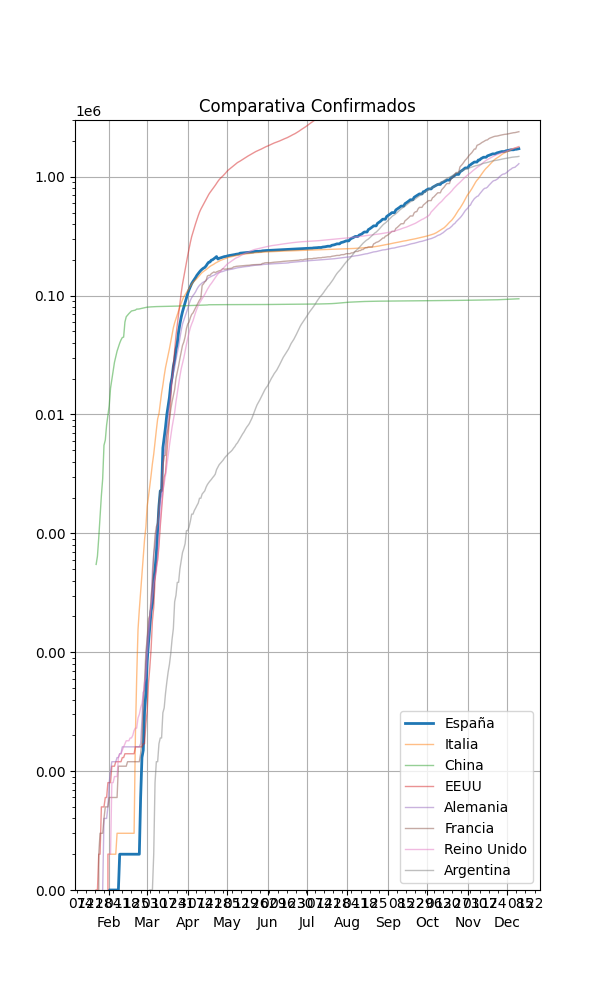 Comparativa Confirmados
1e6
1.00
0.10
0.01
0.00
0.00
0.00
0.00
España
Italia
China
EEUU
Alemania
Francia
Reino Unido
Argentina
Feb Mar Apr May Jun Jul Aug Sep Oct Nov Dec